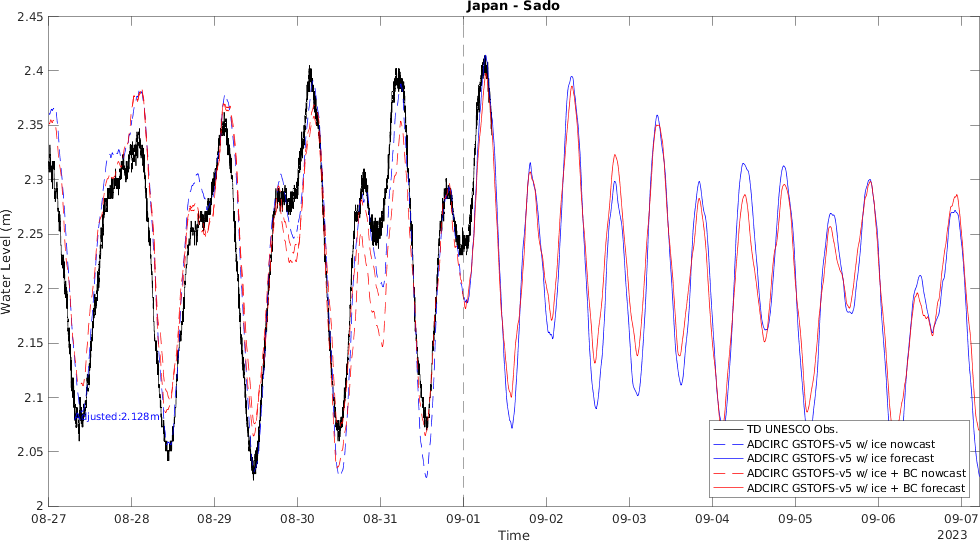 Japan - Sado
2.45
2.4
2.35
2.3
2.25
2.2
2.15
2.1
2.05
2
Water Level (m)
djusted:2.128m
TD UNESCO Obs.
ADCIRC GSTOFS-v5 w/ ice nowcast
ADCIRC GSTOFS-v5 w/ ice forecast
ADCIRC GSTOFS-v5 w/ ice + BC nowcast
ADCIRC GSTOFS-v5 w/ ice + BC forecast
08-27 08-28 08-29 08-30 08-31 09-01 09-02 09-03 09-04 09-05 09-06 09-07
Time
2023